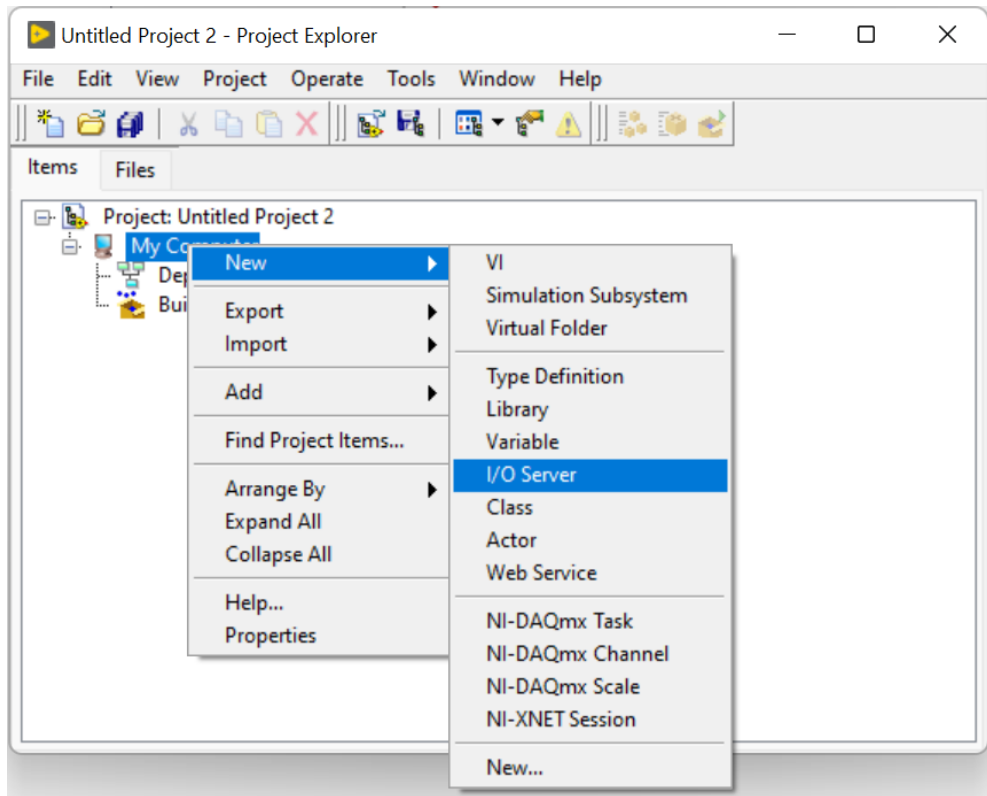 Untitled Project 2 - Project Explorer
File Edit View Project Operate Tools Window Help
Items Files
Project: Untitled Project 2
My Computer
New
Export
Import
Add
Find Project Items...
Arrange By
Expand All
Collapse All
Help...
Properties
VI
Simulation Subsystem
Virtual Folder
Type Definition
Library
Variable
I/O Server
Class
Actor
Web Service
NI-DAQmx Task
NI-DAQmx Channel
NI-DAQmx Scale
NI-XNET Session
New...